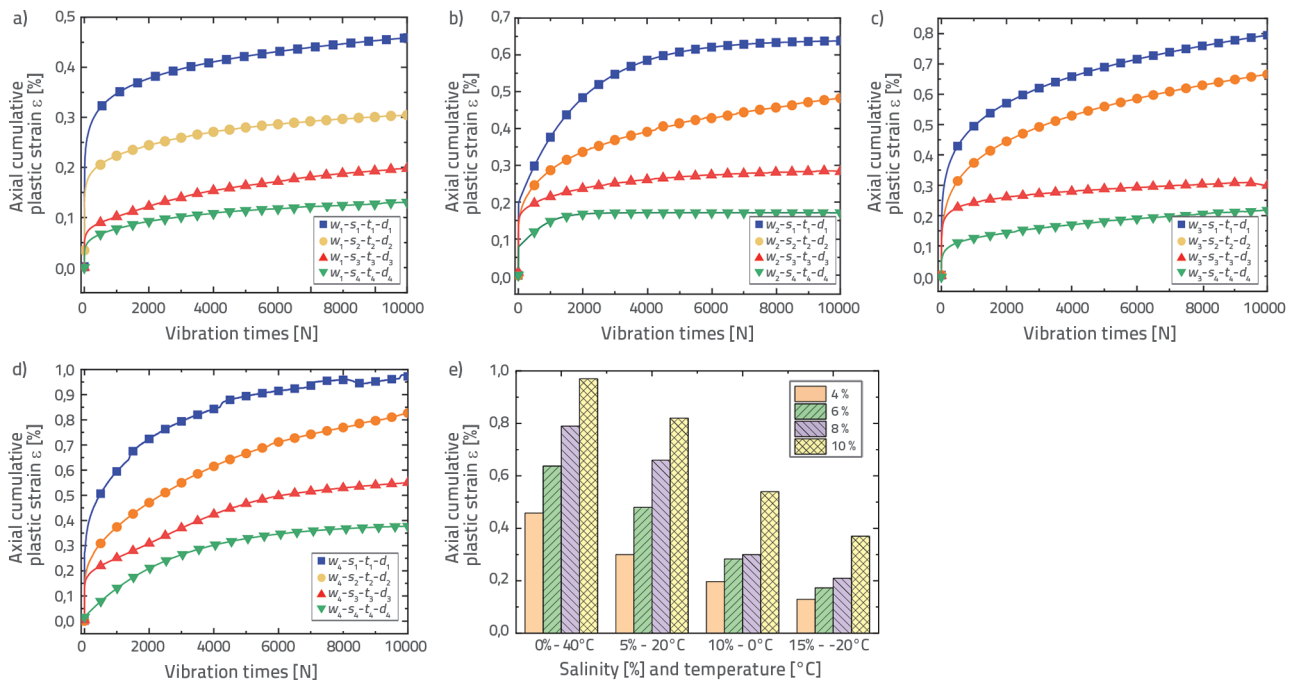 a)
Axial cumulative
plastic strain ε [%]
0,5
0,4
0,3
0,2
0,1
0,0
0 2000 4000 6000 8000 10000
Vibration times [N]
w₁-s₁-t₁-d₁
w₁-s₂-t₂-d₂
w₁-s₃-t₃-d₃
w₁-s₄-t₄-d₄
b)
Axial cumulative
plastic strain ε [%]
0,7
0,6
0,5
0,4
0,3
0,2
0,1
0,0
0 2000 4000 6000 8000 10000
Vibration times [N]
w₂-s₁-t₁-d₁
w₂-s₂-t₂-d₂
w₂-s₃-t₃-d₃
w₂-s₄-t₄-d₄
c)
Axial cumulative
plastic strain ε [%]
0,8
0,7
0,6
0,5
0,4
0,3
0,2
0,1
0,0
0 2000 4000 6000 8000 10000
Vibration times [N]
w₃-s₁-t₁-d₁
w₃-s₂-t₂-d₂
w₃-s₃-t₃-d₃
w₃-s₄-t₄-d₄
d)
Axial cumulative
plastic strain ε [%]
1,0
0,9
0,8
0,7
0,6
0,5
0,4
0,3
0,2
0,1
0,0
0 2000 4000 6000 8000 10000
Vibration times [N]
w₄-s₁-t₁-d₁
w₄-s₂-t₂-d₂
w₄-s₃-t₃-d₃
w₄-s₄-t₄-d₄
e)
Axial cumulative
plastic strain ε [%]
1,0
0,8
0,6
0,4
0,2
0,0
4 %
6 %
8 %
10 %
0% - 40°C 5% - 20°C 10% - 0°C 15% - -20°C
Salinity [%] and temperature [°C]